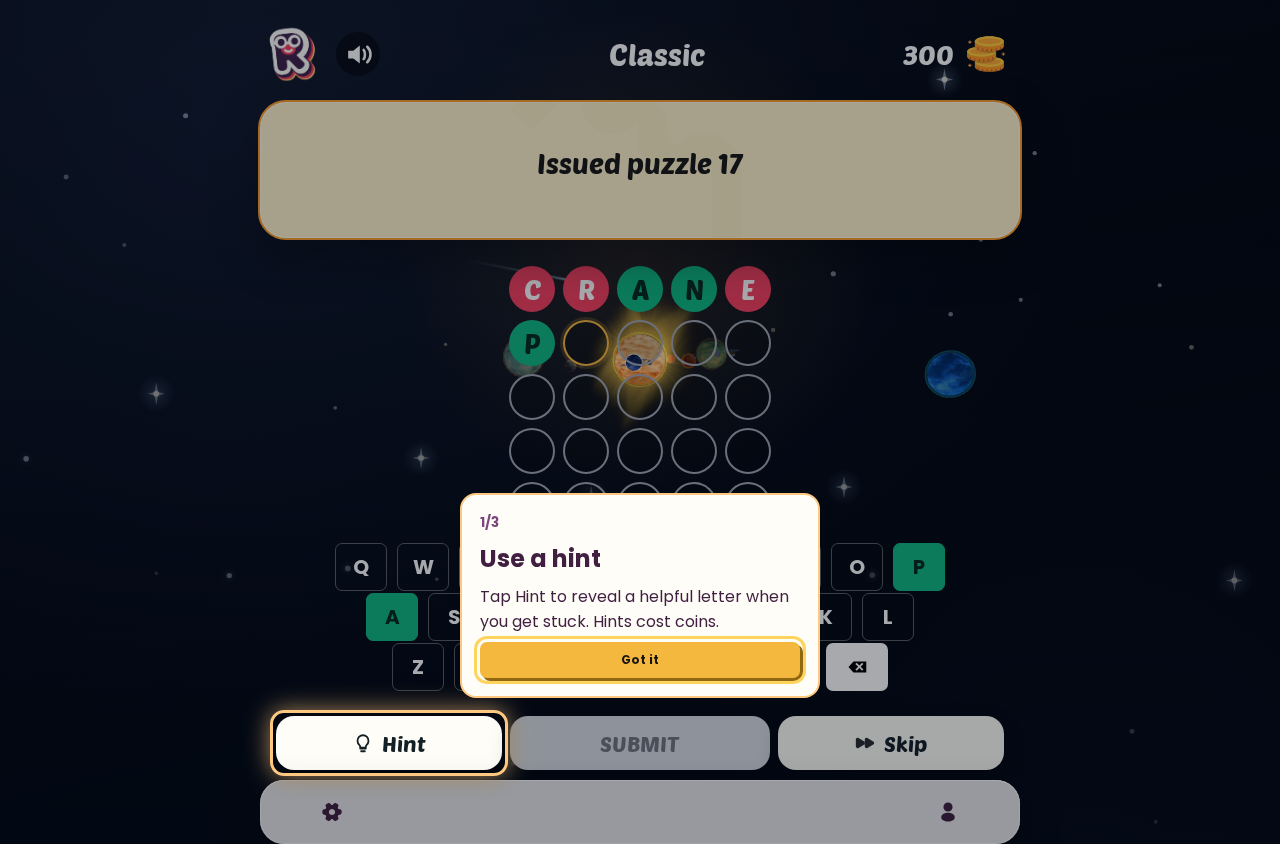 R
Classic
300
Issued puzzle 17
C R A N E
P
1/3
Use a hint
Tap Hint to reveal a helpful letter when
you get stuck. Hints cost coins.
Got it
Q W O P
A S K L
Z
Hint
SUBMIT
Skip